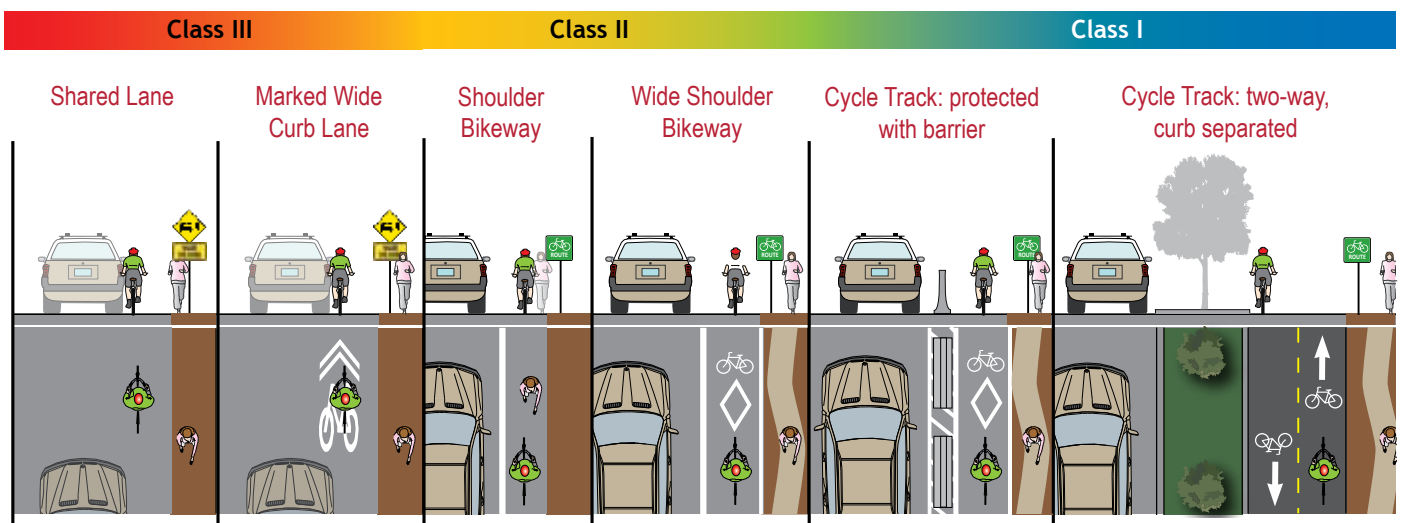 Class III
Class II
Class I
Shared Lane
Marked Wide
Curb Lane
Shoulder
Bikeway
Wide Shoulder
Bikeway
Cycle Track: protected
with barrier
Cycle Track: two-way,
curb separated
ROUTE
ROUTE
ROUTE
ROUTE